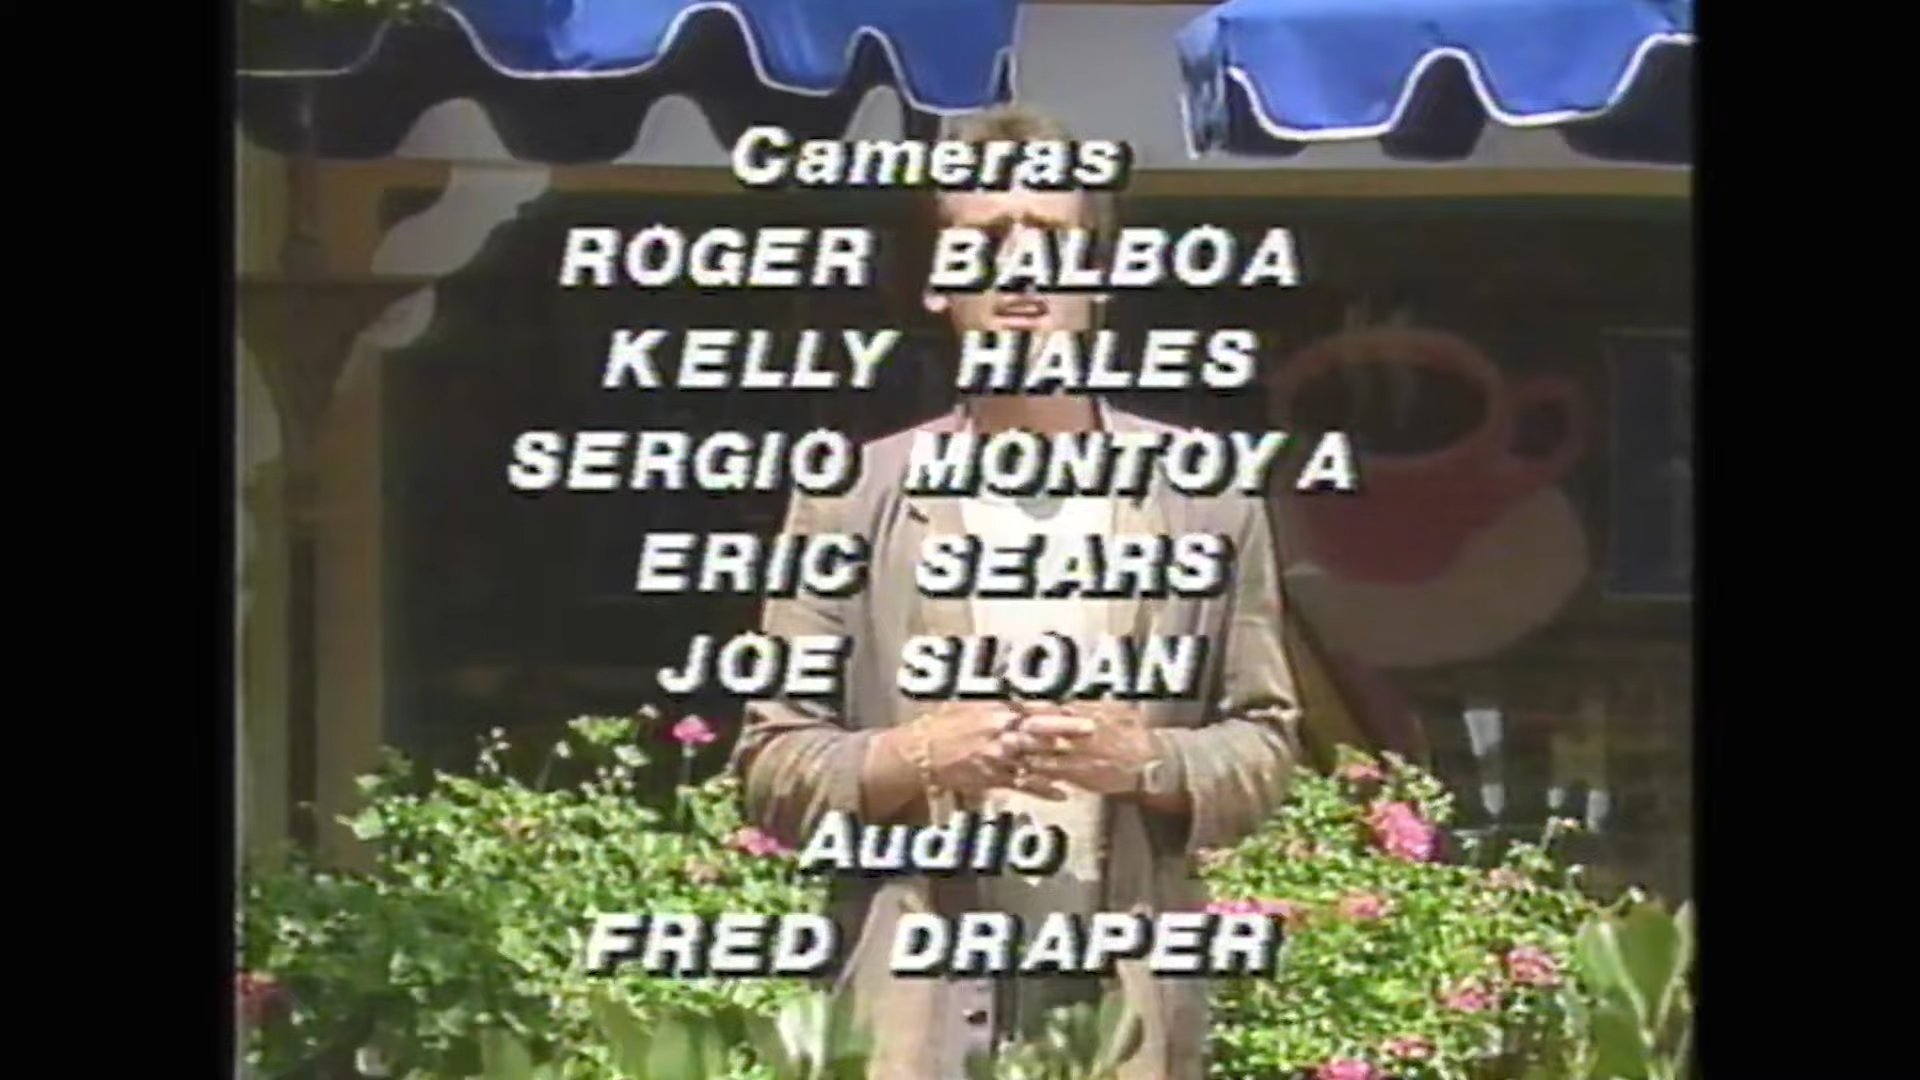 Cameras
ROGER BALBOA
KELLY HALES
SERGIO MONTOYA
ERIC SEARS
JOE SLOAN
Audio
FRED DRAPER